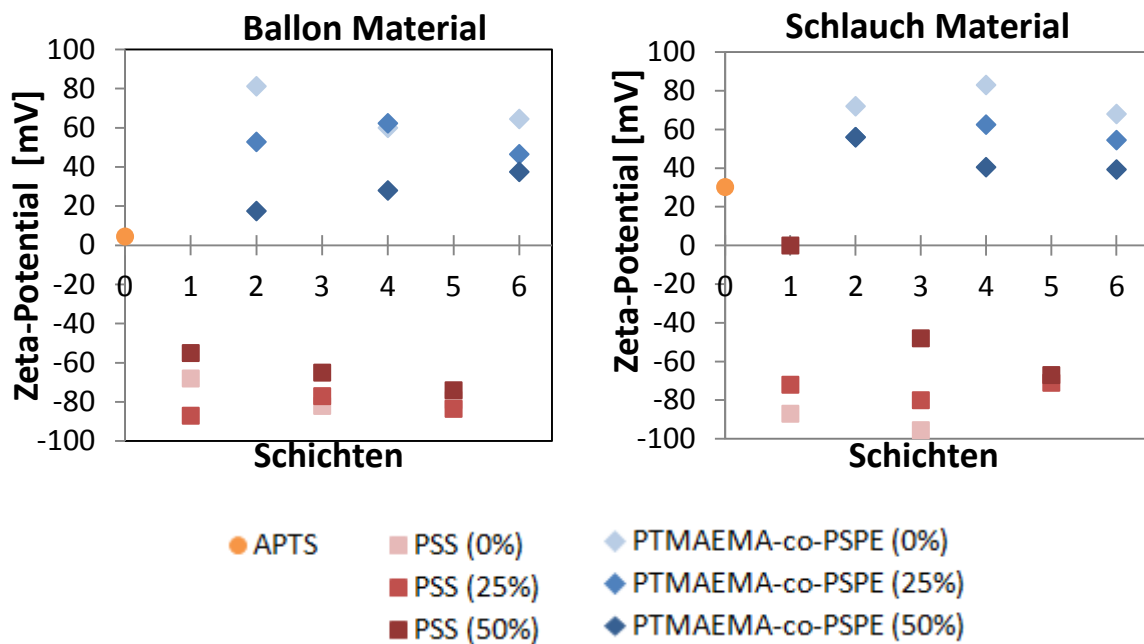 Ballon Material
Zeta-Potential [mV]
100
80
60
40
20
0
-20
-40
-60
-80
-100
0 1 2 3 4 5 6
Schichten
Schlauch Material
Zeta-Potential [mV]
100
80
60
40
20
0
-20
-40
-60
-80
-100
0 1 2 3 4 5 6
Schichten
APTS
PSS (0%)
PSS (25%)
PSS (50%)
PTMAEMA-co-PSPE (0%)
PTMAEMA-co-PSPE (25%)
PTMAEMA-co-PSPE (50%)